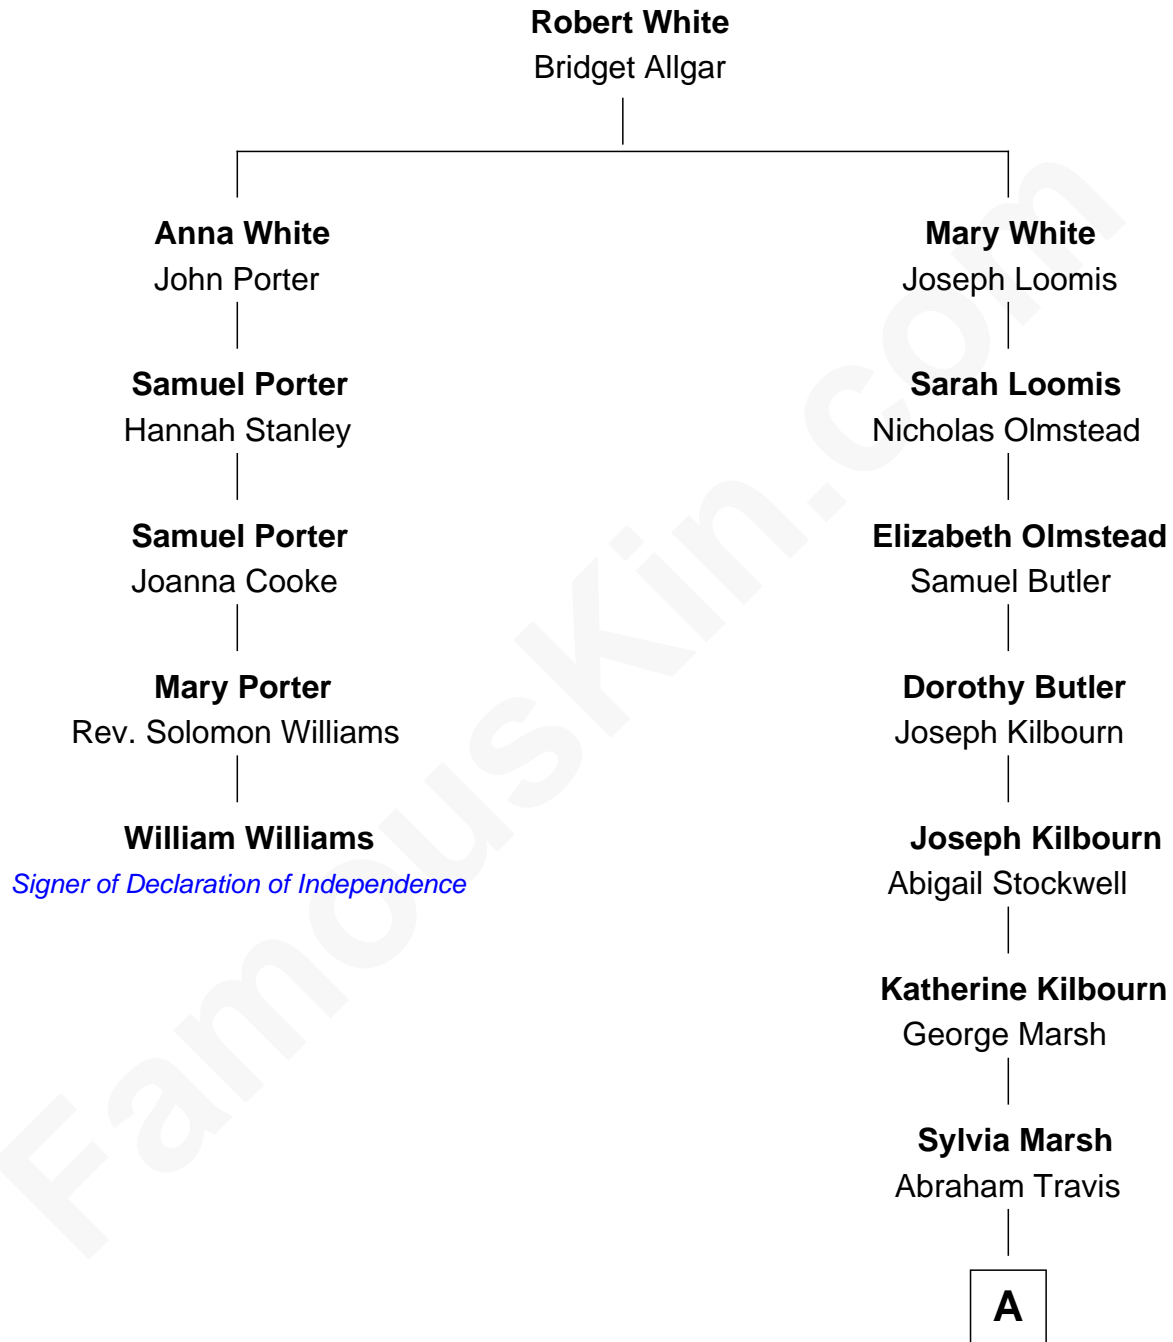 Robert White
Bridget Allgar
Anna White
John Porter
Samuel Porter
Hannah Stanley
Samuel Porter
Joanna Cooke
Mary Porter
Rev. Solomon Williams
William Williams
Signer of Declaration of Independence
Mary White
Joseph Loomis
Sarah Loomis
Nicholas Olmstead
Elizabeth Olmstead
Samuel Butler
Dorothy Butler
Joseph Kilbourn
Joseph Kilbourn
Abigail Stockwell
Katherine Kilbourn
George Marsh
Sylvia Marsh
Abraham Travis
A
FamousKin.com